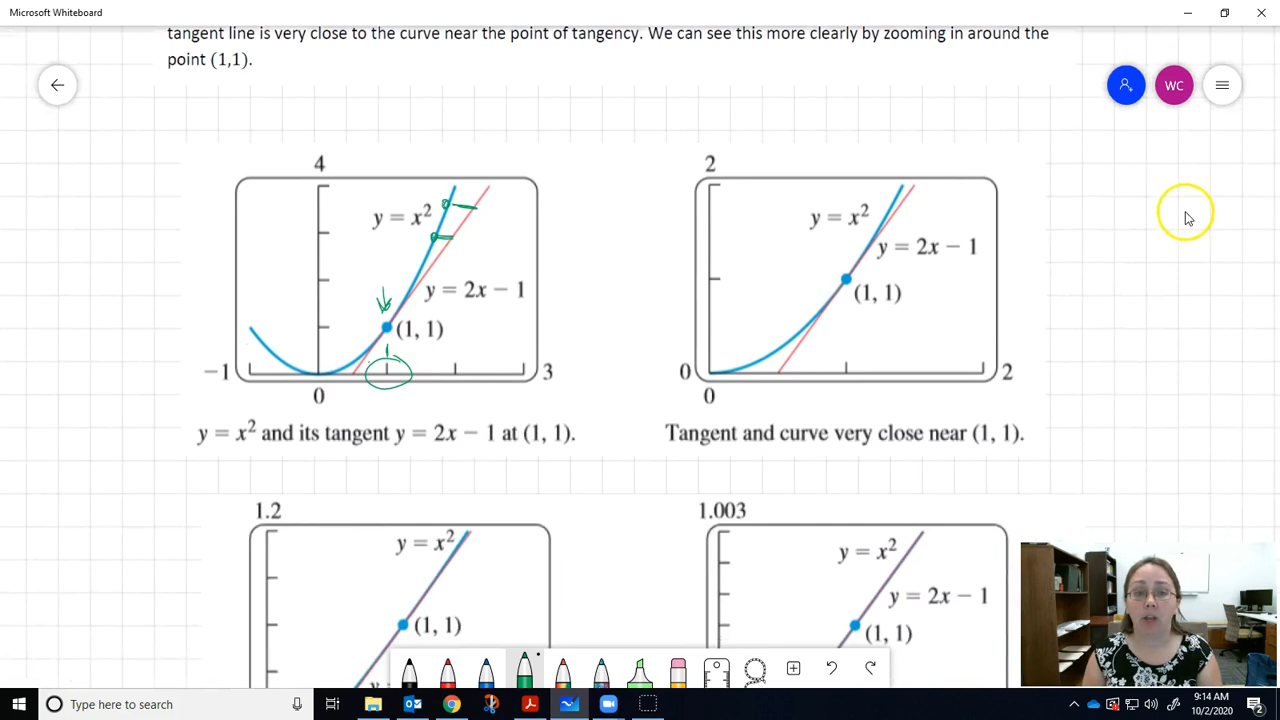 Microsoft Whiteboard
tangent line is very close to the curve near the point of tangency. We can see this more clearly by zooming in around the
point (1,1).
WC
4
y = x²
y = 2x − 1
(1, 1)
−1
3
0
y = x² and its tangent y = 2x − 1 at (1, 1).
2
y = x²
y = 2x − 1
(1, 1)
0
2
0
Tangent and curve very close near (1, 1).
1.2
y = x²
(1, 1)
y
1.003
y = x²
y = 2x − 1
(1, 1)
Type here to search
9:14 AM
10/2/2020
2